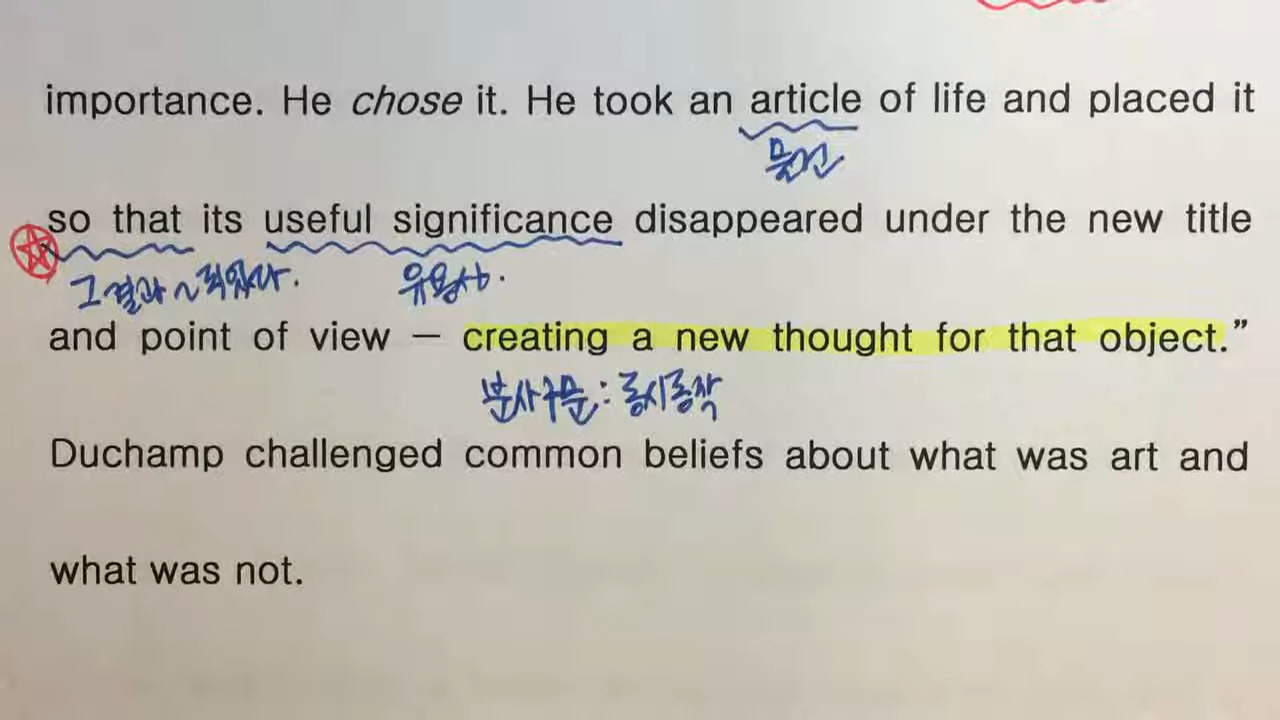 importance. He chose it. He took an article of life and placed it
물건
so that its useful significance disappeared under the new title
그 결과 ~ 되었다. 유용성.
and point of view – creating a new thought for that object.”
분사구문: 동시동작
Duchamp challenged common beliefs about what was art and
what was not.